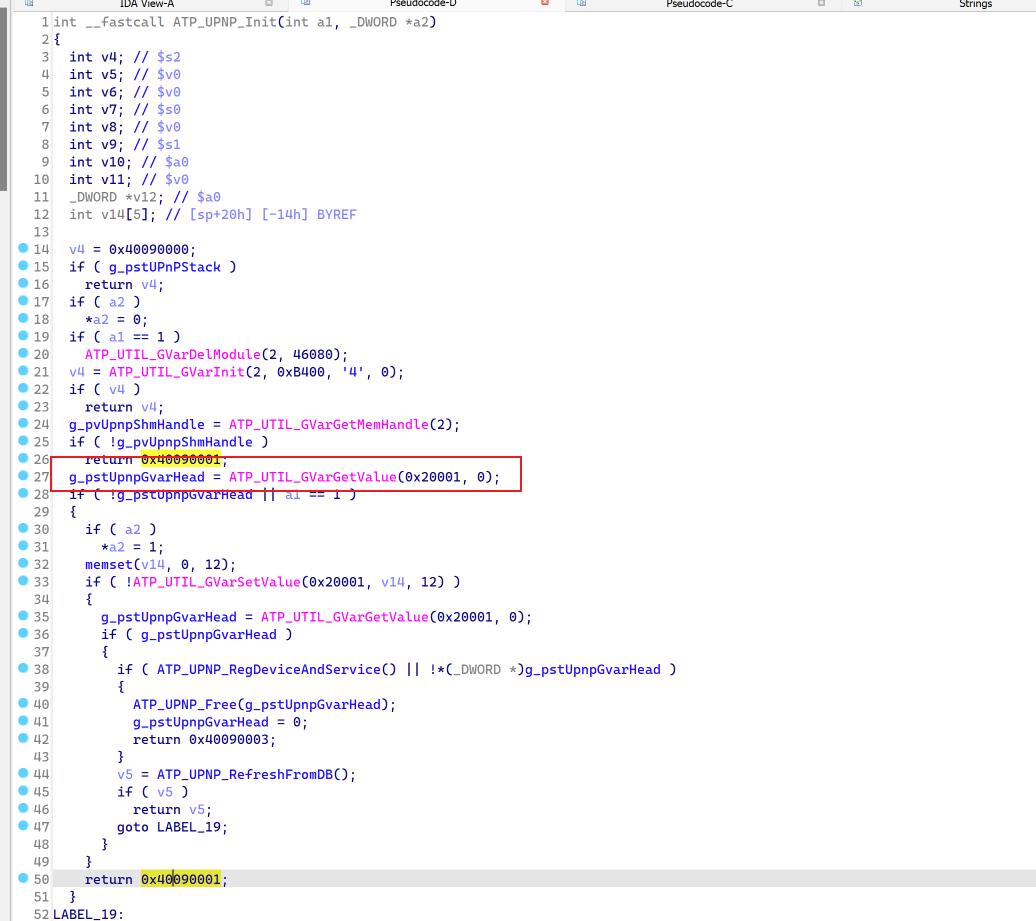 IDA View-A Pseudocode-D Pseudocode-C Strings
1 int __fastcall ATP_UPNP_Init(int a1, _DWORD *a2)
2 {
3 int v4; // $s2
4 int v5; // $v0
5 int v6; // $v0
6 int v7; // $s0
7 int v8; // $v0
8 int v9; // $s1
9 int v10; // $a0
10 int v11; // $v0
11 _DWORD *v12; // $a0
12 int v14[5]; // [sp+20h] [-14h] BYREF
13
14 v4 = 0x40090000;
15 if ( g_pstUPnPStack )
16 return v4;
17 if ( a2 )
18 *a2 = 0;
19 if ( a1 == 1 )
20 ATP_UTIL_GVarDelModule(2, 46080);
21 v4 = ATP_UTIL_GVarInit(2, 0xB400, '4', 0);
22 if ( v4 )
23 return v4;
24 g_pvUpnpShmHandle = ATP_UTIL_GVarGetMemHandle(2);
25 if ( !g_pvUpnpShmHandle )
26 return 0x40090001;
27 g_pstUpnpGvarHead = ATP_UTIL_GVarGetValue(0x20001, 0);
28 if ( !g_pstUpnpGvarHead || a1 == 1 )
29 {
30 if ( a2 )
31 *a2 = 1;
32 memset(v14, 0, 12);
33 if ( !ATP_UTIL_GVarSetValue(0x20001, v14, 12) )
34 {
35 g_pstUpnpGvarHead = ATP_UTIL_GVarGetValue(0x20001, 0);
36 if ( g_pstUpnpGvarHead )
37 {
38 if ( ATP_UPNP_RegDeviceAndService() || !*(_DWORD *)g_pstUpnpGvarHead )
39 {
40 ATP_UPNP_Free(g_pstUpnpGvarHead);
41 g_pstUpnpGvarHead = 0;
42 return 0x40090003;
43 }
44 v5 = ATP_UPNP_RefreshFromDB();
45 if ( v5 )
46 return v5;
47 goto LABEL_19;
48 }
49 }
50 return 0x40090001;
51 }
52 LABEL_19: